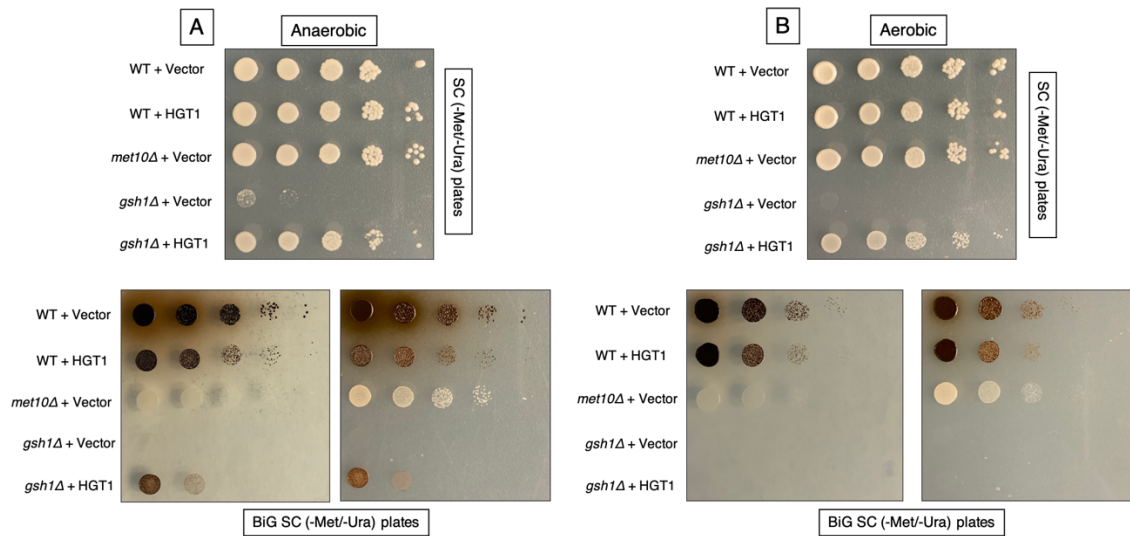 A
Anaerobic
WT + Vector
WT + HGT1
met10Δ + Vector
gsh1Δ + Vector
gsh1Δ + HGT1
SC (-Met/-Ura) plates
WT + Vector
WT + HGT1
met10Δ + Vector
gsh1Δ + Vector
gsh1Δ + HGT1
BiG SC (-Met/-Ura) plates
B
Aerobic
WT + Vector
WT + HGT1
met10Δ + Vector
gsh1Δ + Vector
gsh1Δ + HGT1
SC (-Met/-Ura) plates
WT + Vector
WT + HGT1
met10Δ + Vector
gsh1Δ + Vector
gsh1Δ + HGT1
BiG SC (-Met/-Ura) plates